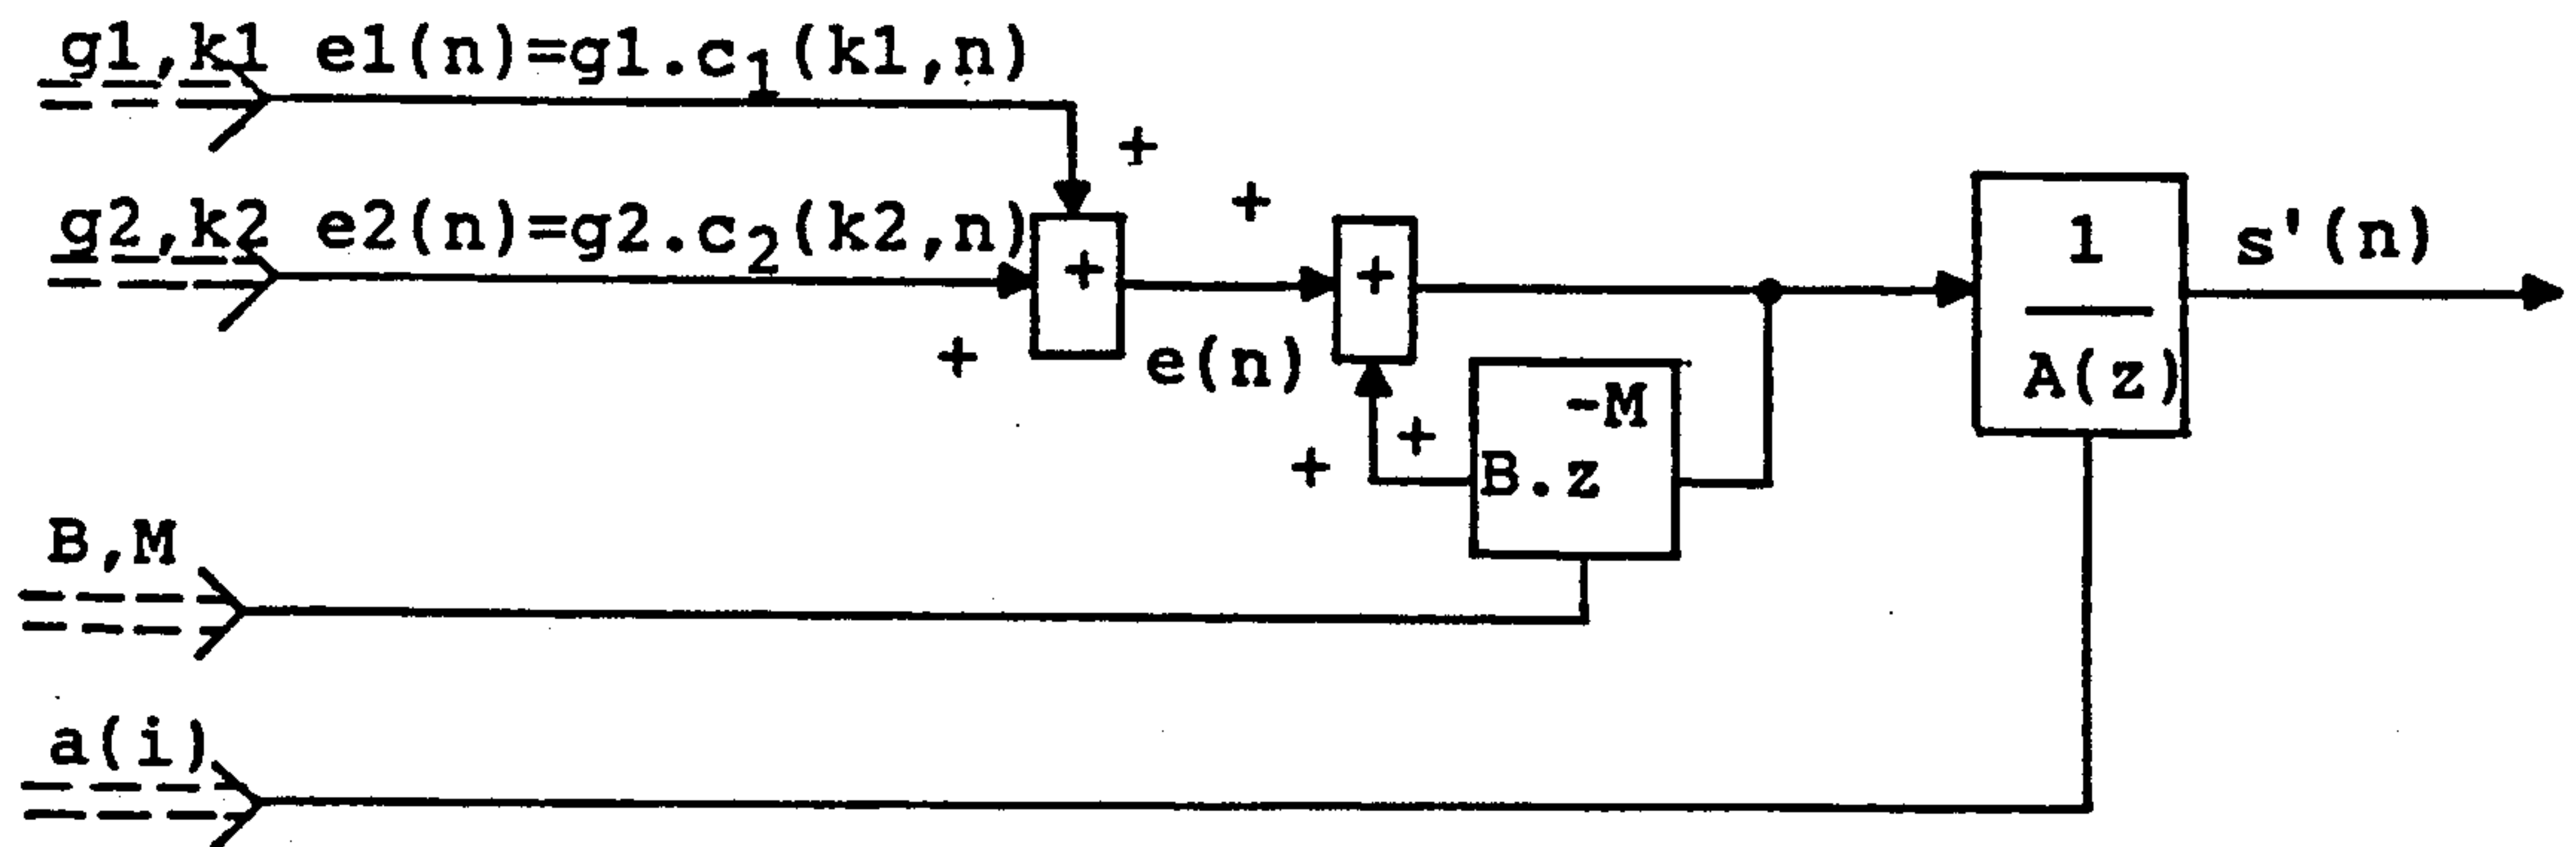 g1,k1 e1(n)=g1.c1(k1,n)
+
+
g2,k2 e2(n)=g2.c2(k2,n)
+
+
1
A(z)
s'(n)
+
e(n)
-M
B.z
+
+
B,M
a(i)